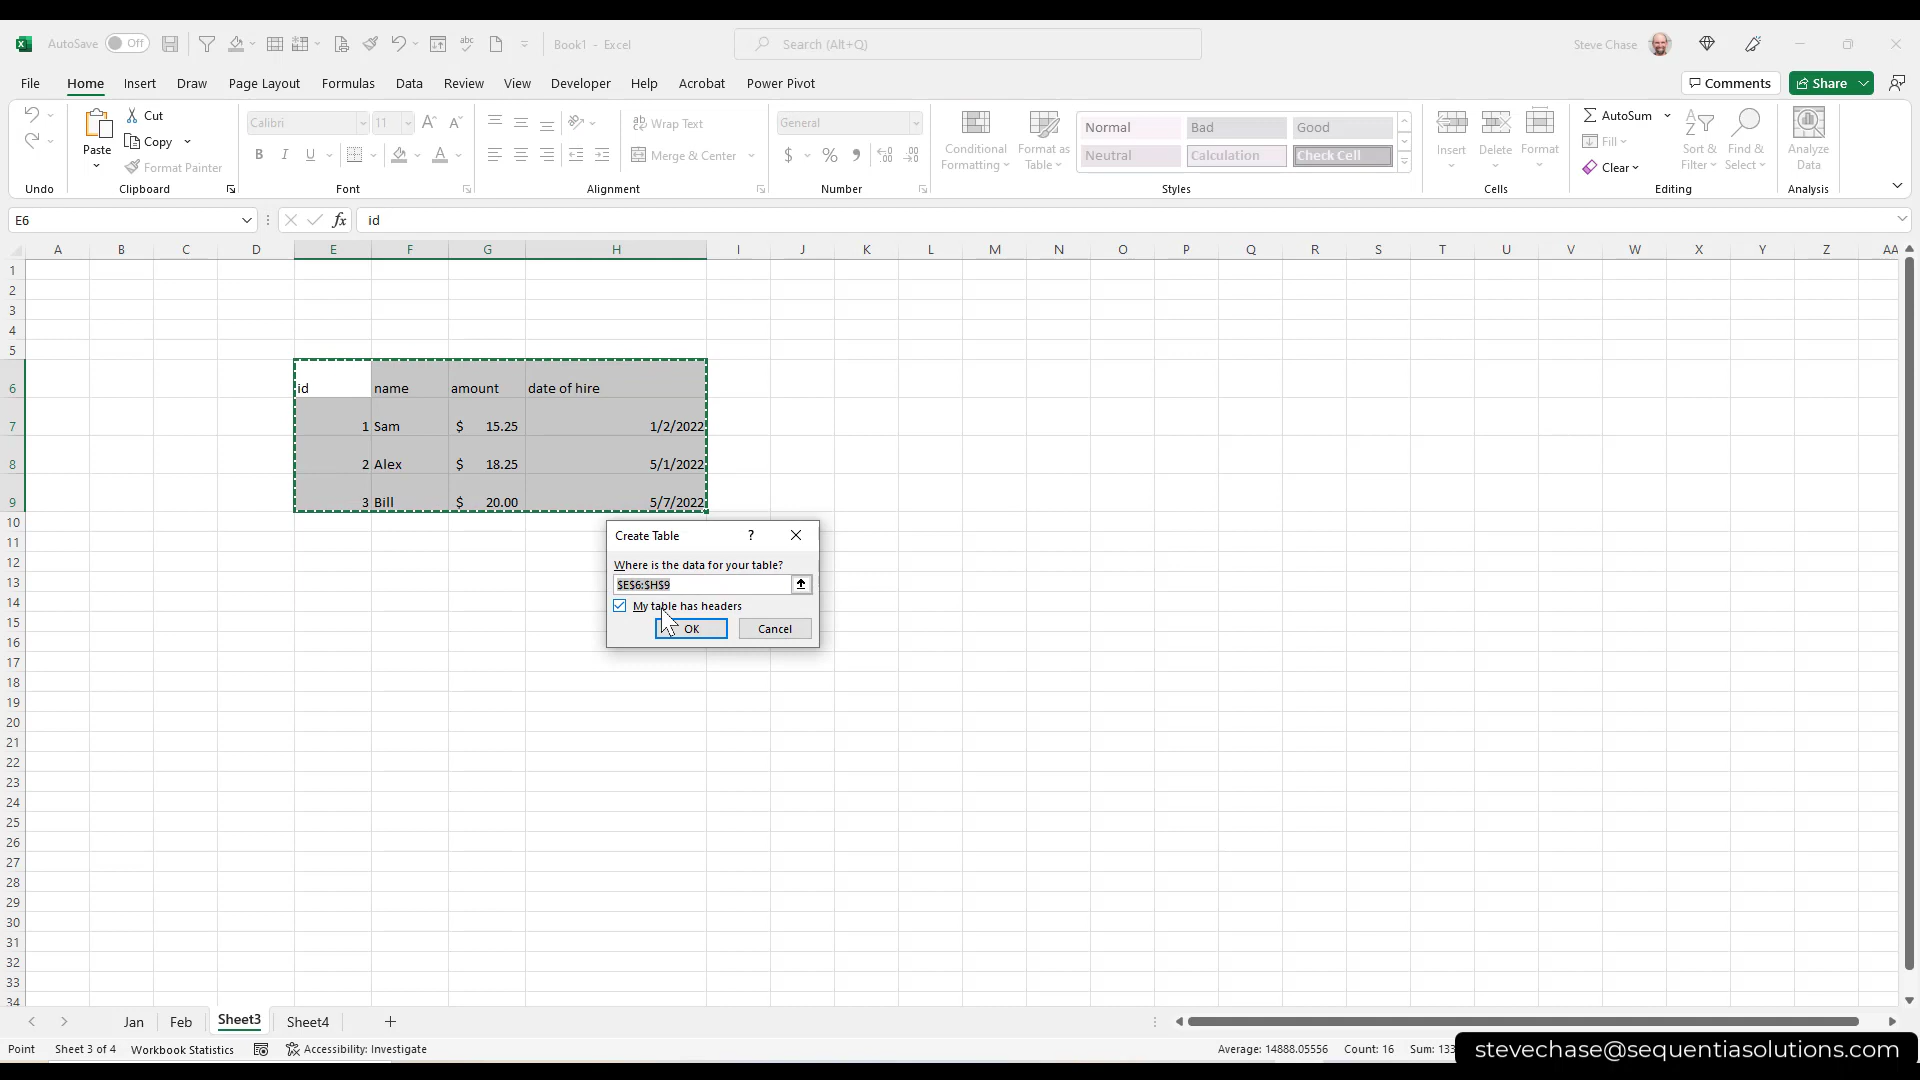 AutoSave Off Book1 - Excel Search (Alt+Q) Steve Chase
File Home Insert Draw Page Layout Formulas Data Review View Developer Help Acrobat Power Pivot Comments Share
Cut
Copy
Format Painter
Paste
Calibri 11
B I U
Wrap Text
Merge & Center
General
$ % ,
Conditional Formatting
Format as Table
Normal Bad Good
Neutral Calculation Check Cell
Insert Delete Format
AutoSum
Fill
Clear
Sort & Filter
Find & Select
Analyze Data
Undo Clipboard Font Alignment Number Styles Cells Editing Analysis
E6 fx id
A B C D E F G H I J K L M N O P Q R S T U V W X Y Z AA
1
2
3
4
5
6 id name amount date of hire
7 1 Sam $ 15.25 1/2/2022
8 2 Alex $ 18.25 5/1/2022
9 3 Bill $ 20.00 5/7/2022
10
11
12
13
14
15
16
17
18
19
20
21
22
23
24
25
26
27
28
29
30
31
32
33
34
Create Table ?
Where is the data for your table?
$E$6:$H$9
My table has headers
OK Cancel
Jan Feb Sheet3 Sheet4
Point Sheet 3 of 4 Workbook Statistics Accessibility: Investigate Average: 14888.05556 Count: 16 Sum: 133
stevechase@sequentiasolutions.com